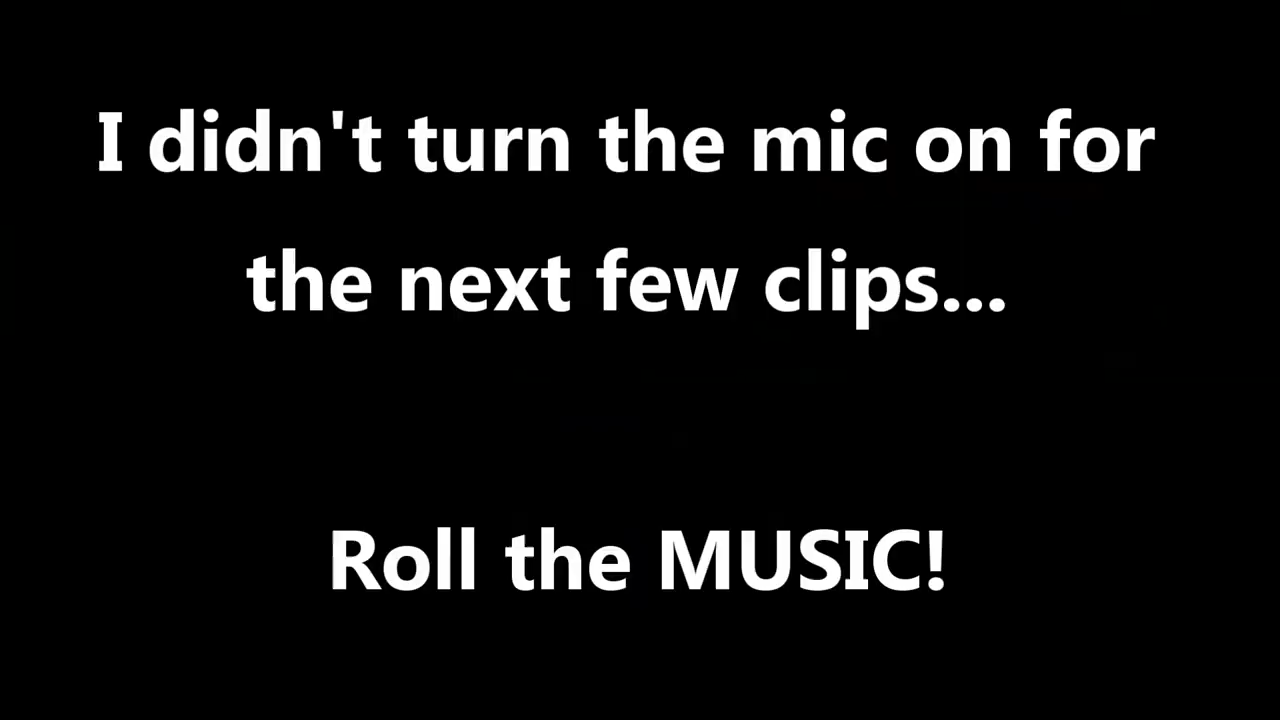 I didn't turn the mic on for
the next few clips...
Roll the MUSIC!